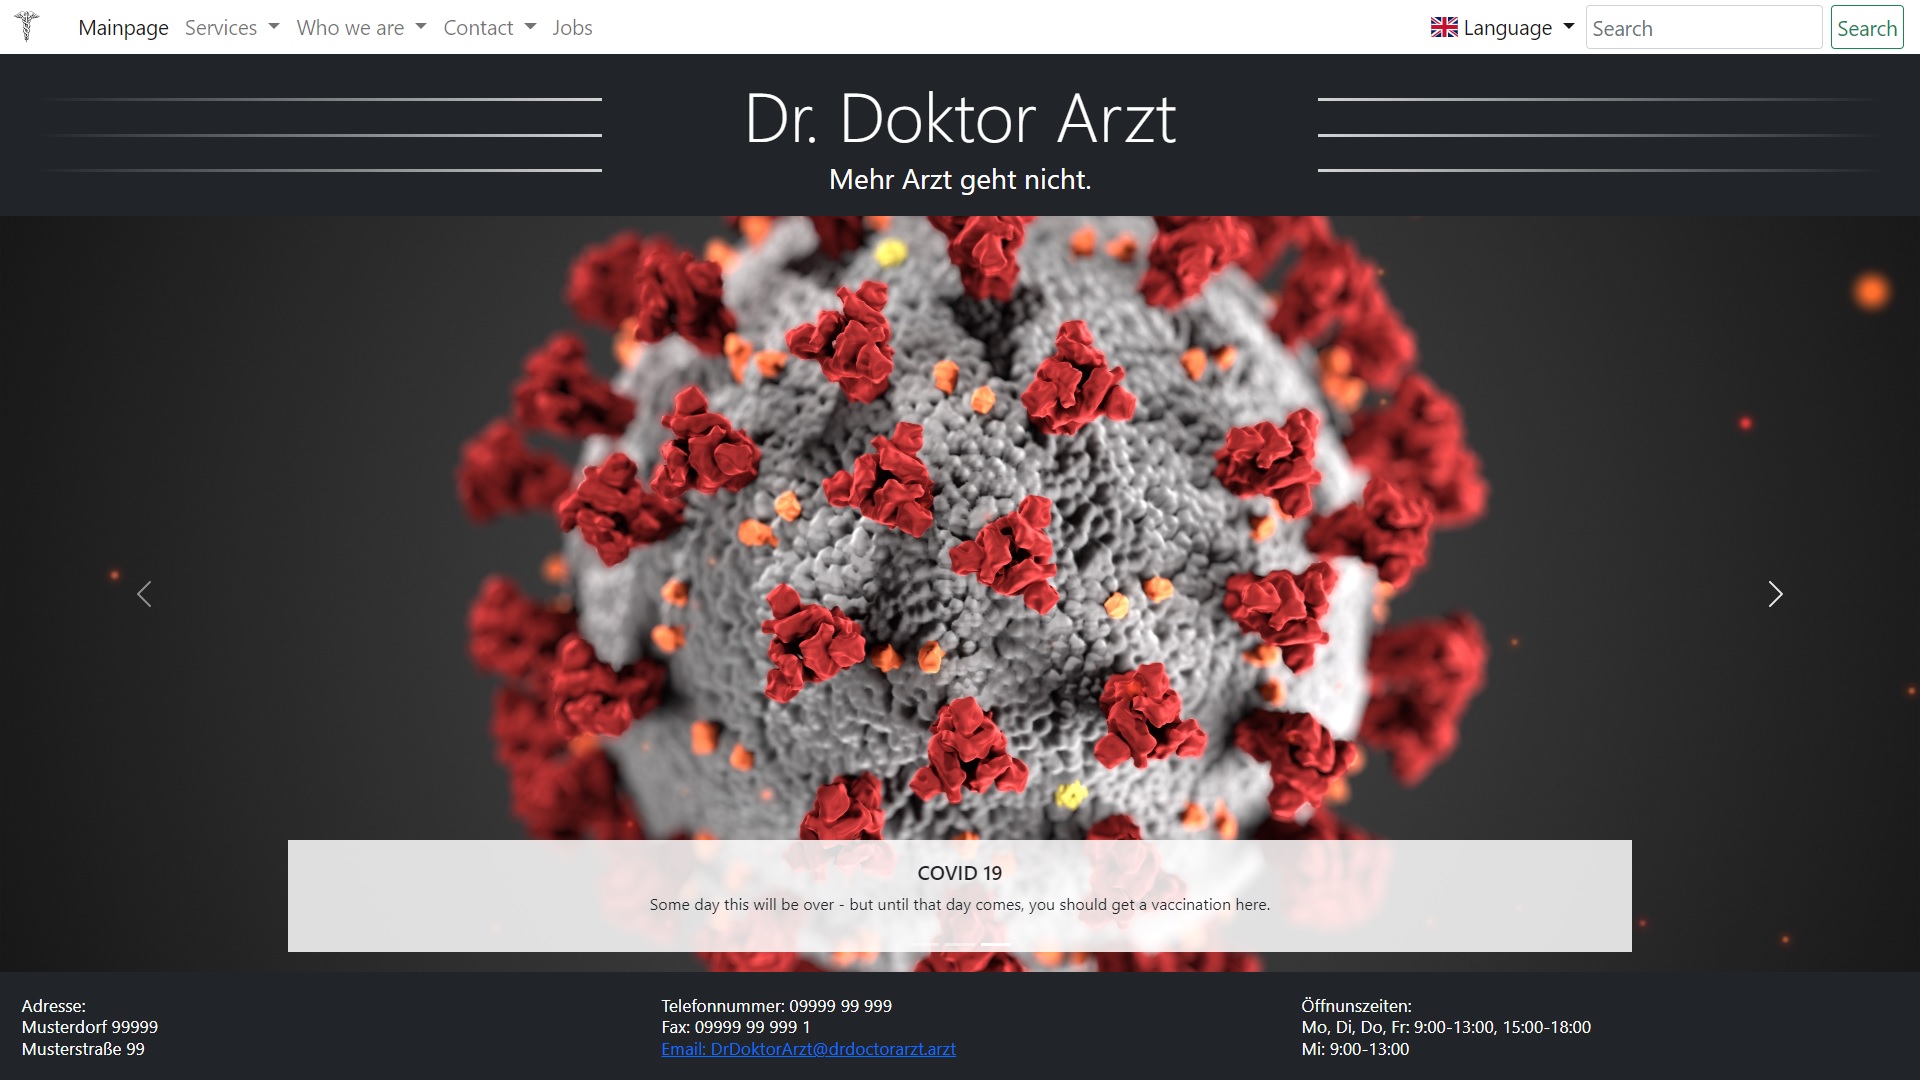 Mainpage Services Who we are Contact Jobs Language Search Search
Dr. Doktor Arzt
Mehr Arzt geht nicht.
COVID 19
Some day this will be over - but until that day comes, you should get a vaccination here.
Adresse:
Musterdorf 99999
Musterstraße 99
Telefonnummer: 09999 99 999
Fax: 09999 99 999 1
Email: DrDoktorArzt@drdoctorarzt.arzt
Öffnunszeiten:
Mo, Di, Do, Fr: 9:00-13:00, 15:00-18:00
Mi: 9:00-13:00